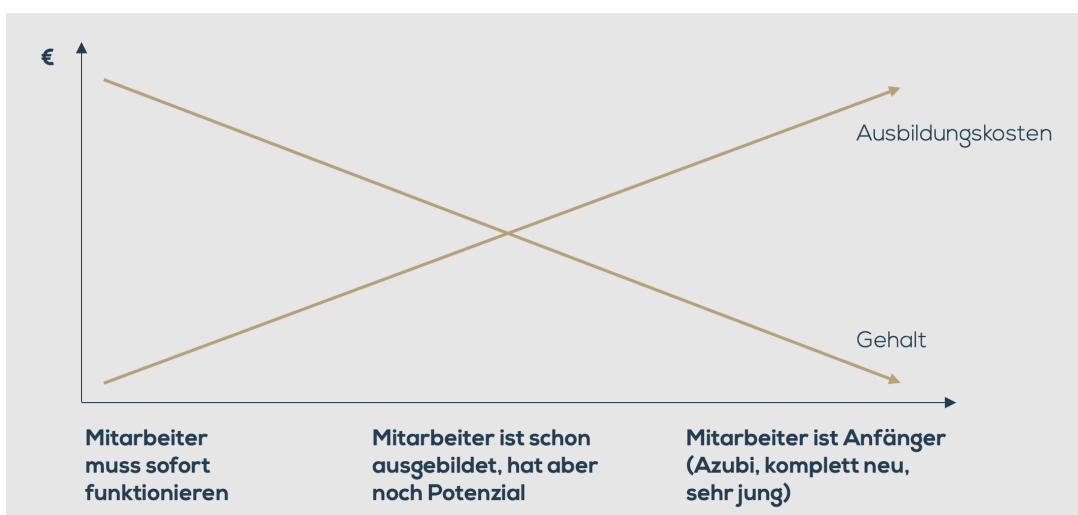 €
Ausbildungskosten
Gehalt
Mitarbeiter
muss sofort
funktionieren
Mitarbeiter ist schon
ausgebildet, hat aber
noch Potenzial
Mitarbeiter ist Anfänger
(Azubi, komplett neu,
sehr jung)